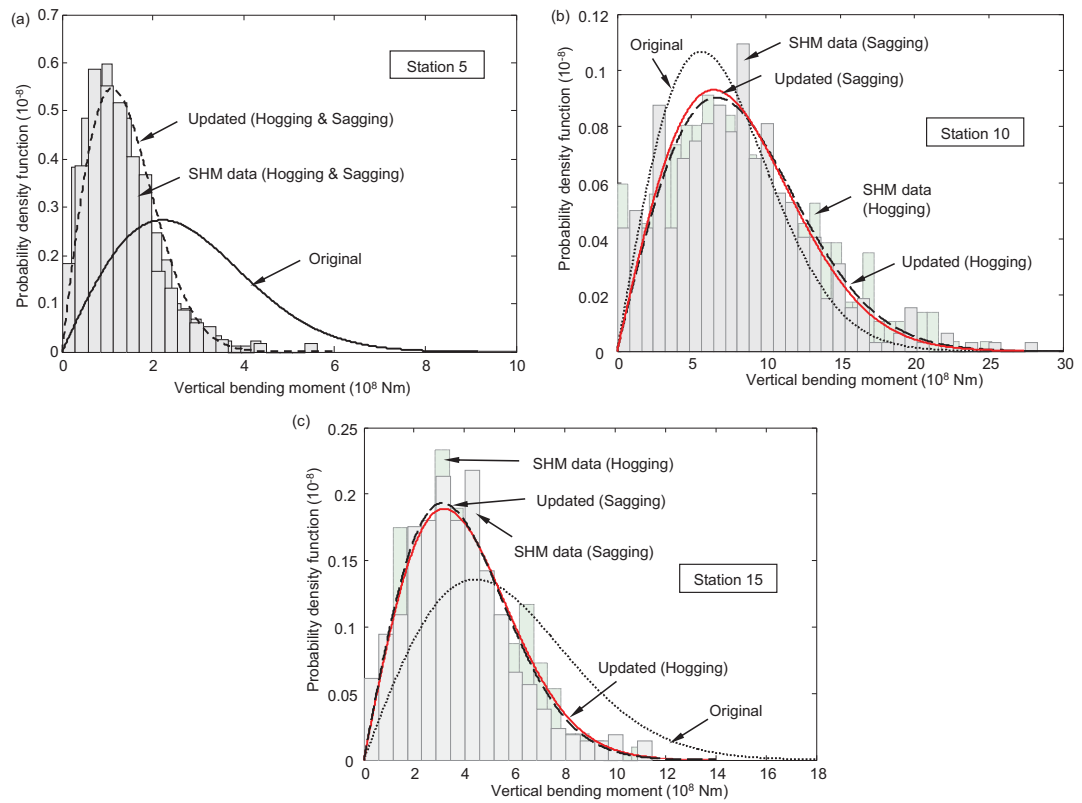 (a)
0.7
0.6
0.5
0.4
0.3
0.2
0.1
0
Probability density function (10⁻⁸)
Station 5
Updated (Hogging & Sagging)
SHM data (Hogging & Sagging)
Original
0 2 4 6 8 10
Vertical bending moment (10⁸ Nm)
(b)
0.12
0.1
0.08
0.06
0.04
0.02
0
Probability density function (10⁻⁸)
Original
SHM data (Sagging)
Updated (Sagging)
Station 10
SHM data
(Hogging)
Updated (Hogging)
0 5 10 15 20 25 30
Vertical bending moment (10⁸ Nm)
(c)
0.25
0.2
0.15
0.1
0.05
0
Probability density function (10⁻⁸)
SHM data (Hogging)
Updated (Sagging)
SHM data (Sagging)
Station 15
Updated (Hogging)
Original
0 2 4 6 8 10 12 14 16 18
Vertical bending moment (10⁸ Nm)